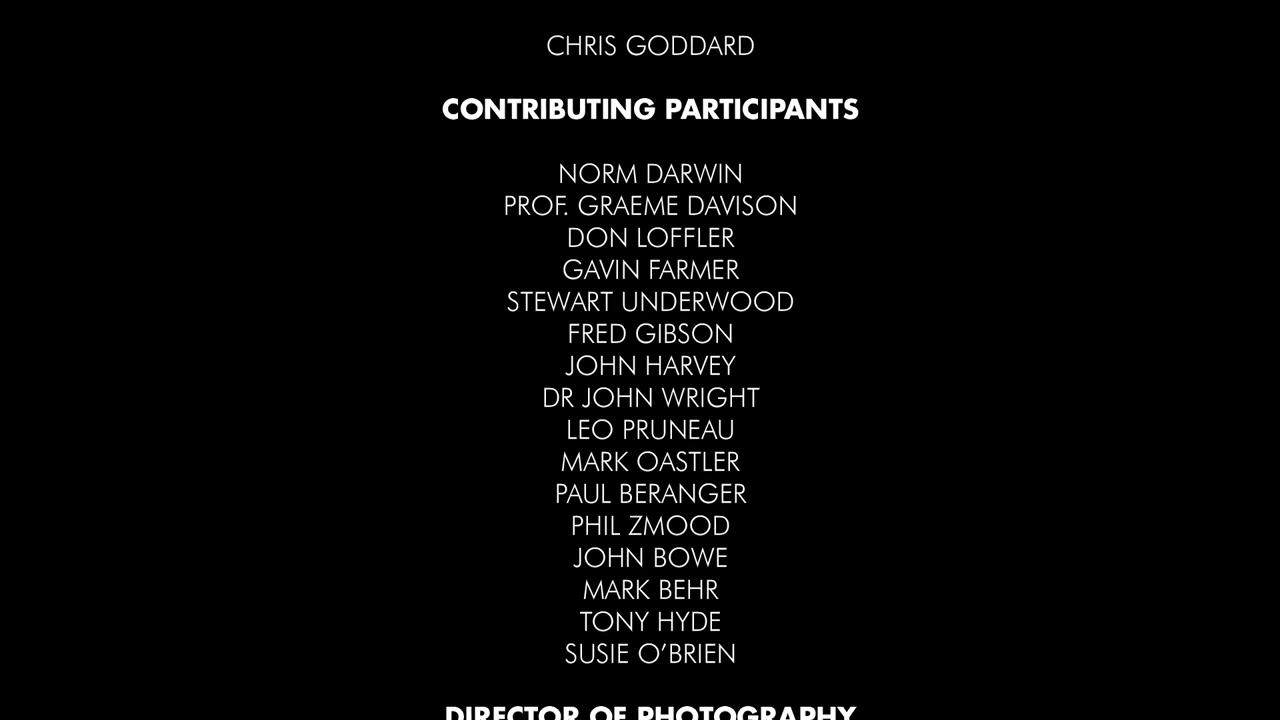 CHRIS GODDARD
CONTRIBUTING PARTICIPANTS
NORM DARWIN
PROF. GRAEME DAVISON
DON LOFFLER
GAVIN FARMER
STEWART UNDERWOOD
FRED GIBSON
JOHN HARVEY
DR JOHN WRIGHT
LEO PRUNEAU
MARK OASTLER
PAUL BERANGER
PHIL ZMOOD
JOHN BOWE
MARK BEHR
TONY HYDE
SUSIE O’BRIEN
DIRECTOR OF PHOTOGRAPHY